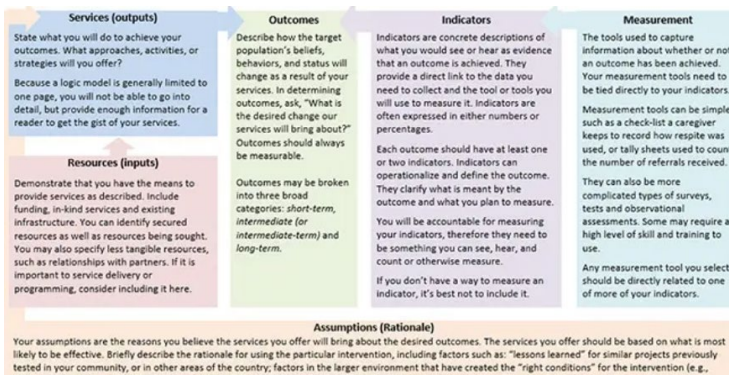 Services (outputs)
State what you will do to achieve your
outcomes. What approaches, activities, or
strategies will you offer?
Because a logic model is generally limited to
one page, you will not be able to go into
detail, but provide enough information for a
reader to get the gist of your services.
Resources (inputs)
Demonstrate that you have the means to
provide services as described. Include
funding, in-kind services and existing
infrastructure. You can identify secured
resources as well as resources being sought.
You may also specify less tangible resources,
such as relationships with partners. If it is
important to service delivery or
programming, consider including it here.
Outcomes
Describe how the target
population's beliefs,
behaviors, and status will
change as a result of your
services. In determining
outcomes, ask, "What is
the desired change our
services will bring about?"
Outcomes should always
be measurable.
Outcomes may be broken
into three broad
categories: short-term,
intermediate (or
intermediate-term) and
long-term.
Indicators
Indicators are concrete descriptions of
what you would see or hear as evidence
that an outcome is achieved. They
provide a direct link to the data you
need to collect and the tool or tools you
will use to measure it. Indicators are
often expressed in either numbers or
percentages.
Each outcome should have at least one
or two indicators. Indicators can
operationalize and define the outcome.
They clarify what is meant by the
outcome and what you plan to measure.
You will be accountable for measuring
your indicators, therefore they need to
be something you can see, hear, and
count or otherwise measure.
If you don't have a way to measure an
indicator, it's best not to include it.
Measurement
The tools used to capture
information about whether or not
an outcome has been achieved.
Your measurement tools need to
be tied directly to your indicators.
Measurement tools can be simple
such as a check-list a caregiver
keeps to record how respite was
used, or tally sheets used to count
the number of referrals received.
They can also be more
complicated types of surveys,
tests and observational
assessments. Some may require a
high level of skill and training to
use.
Any measurement tool you select
should be directly related to one
of more of your indicators.
Assumptions (Rationale)
Your assumptions are the reasons you believe the services you offer will bring about the desired outcomes. The services you offer should be based on what is most
likely to be effective. Briefly describe the rationale for using the particular intervention, including factors such as: "lessons learned" for similar projects previously
tested in your community, or in other areas of the country; factors in the larger environment that have created the "right conditions" for the intervention (e.g.,